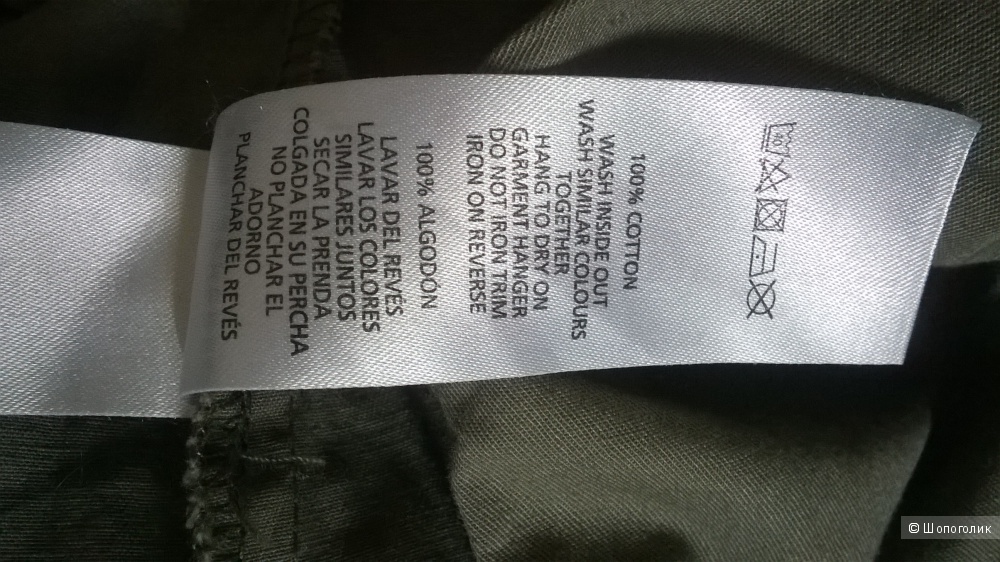 100% COTTON
WASH INSIDE OUT
WASH SIMILAR COLOURS
TOGETHER
HANG TO DRY ON
GARMENT HANGER
DO NOT IRON TRIM
IRON ON REVERSE
100% ALGODÓN
LAVAR DEL REVÉS
LAVAR LOS COLORES
SIMILARES JUNTOS
SECAR LA PRENDA
COLGADA EN SU PERCHA
NO PLANCHAR EL
ADORNO
PLANCHAR DEL REVÉS
© Шопоголик